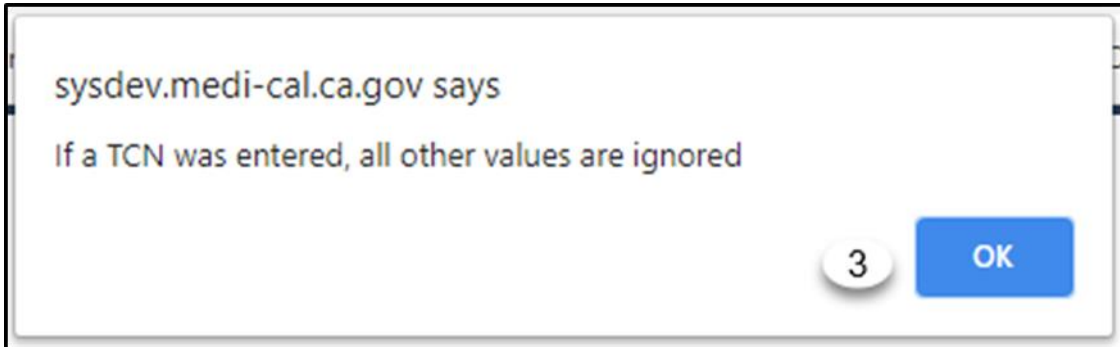 sysdev.medi-cal.ca.gov says
If a TCN was entered, all other values are ignored
3 OK